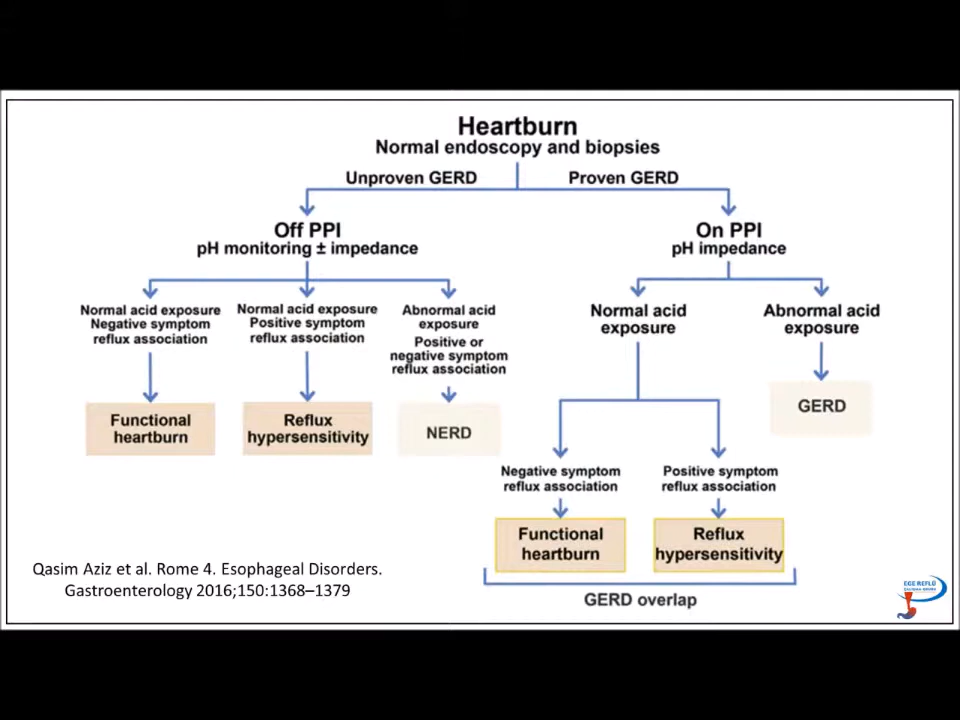 Heartburn
Normal endoscopy and biopsies
Unproven GERD
Proven GERD
Off PPI
pH monitoring ± impedance
On PPI
pH impedance
Normal acid exposure
Negative symptom
reflux association
Normal acid exposure
Positive symptom
reflux association
Abnormal acid
exposure
Positive or
negative symptom
reflux association
Normal acid
exposure
Abnormal acid
exposure
Functional
heartburn
Reflux
hypersensitivity
NERD
GERD
Negative symptom
reflux association
Positive symptom
reflux association
Functional
heartburn
Reflux
hypersensitivity
GERD overlap
Qasim Aziz et al. Rome 4. Esophageal Disorders.
Gastroenterology 2016;150:1368–1379
EGE REFLÜ